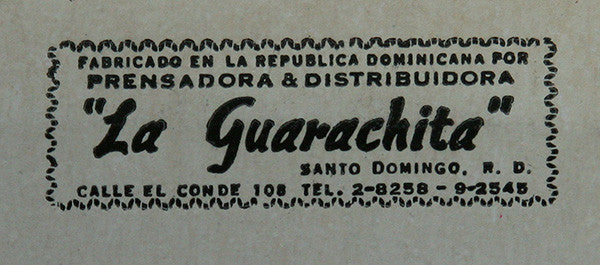 FABRICADO EN LA REPUBLICA DOMINICANA POR
PRENSADORA & DISTRIBUIDORA
"La Guarachita"
SANTO DOMINGO, R. D.
CALLE EL CONDE 108 TEL. 2-8258 - 9-2545